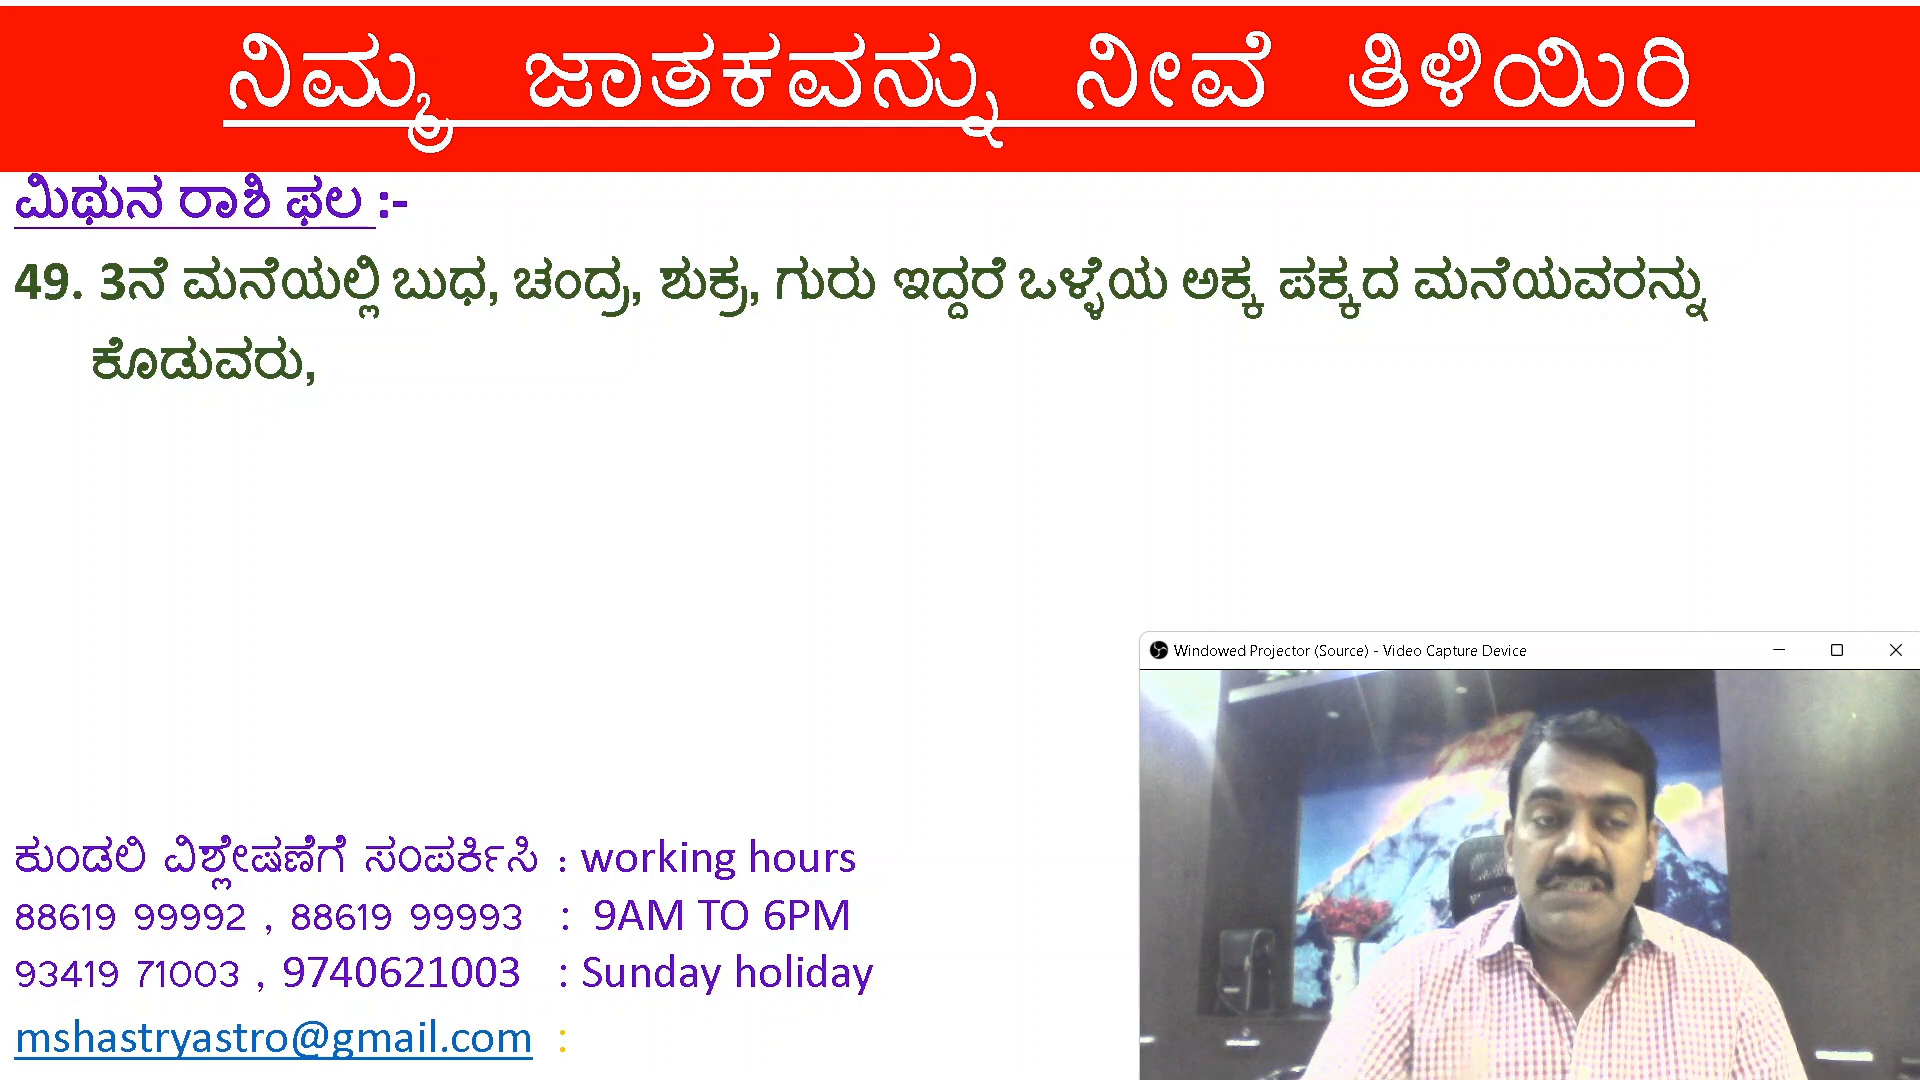 ನಿಮ್ಮ ಜಾತಕವನ್ನು ನೀವೆ ತಿಳಿಯಿರಿ
ಮಿಥುನ ರಾಶಿ ಫಲ :-
49. 3ನೆ ಮನೆಯಲ್ಲಿ ಬುಧ, ಚಂದ್ರ, ಶುಕ್ರ, ಗುರು ಇದ್ದರೆ ಒಳ್ಳೆಯ ಅಕ್ಕ ಪಕ್ಕದ ಮನೆಯವರನ್ನು
ಕೊಡುವರು,
Windowed Projector (Source) - Video Capture Device
ಕುಂಡಲಿ ವಿಶ್ಲೇಷಣೆಗೆ ಸಂಪರ್ಕಿಸಿ : working hours
88619 99992 , 88619 99993 : 9AM TO 6PM
93419 71003 , 9740621003 : Sunday holiday
mshastryastro@gmail.com :